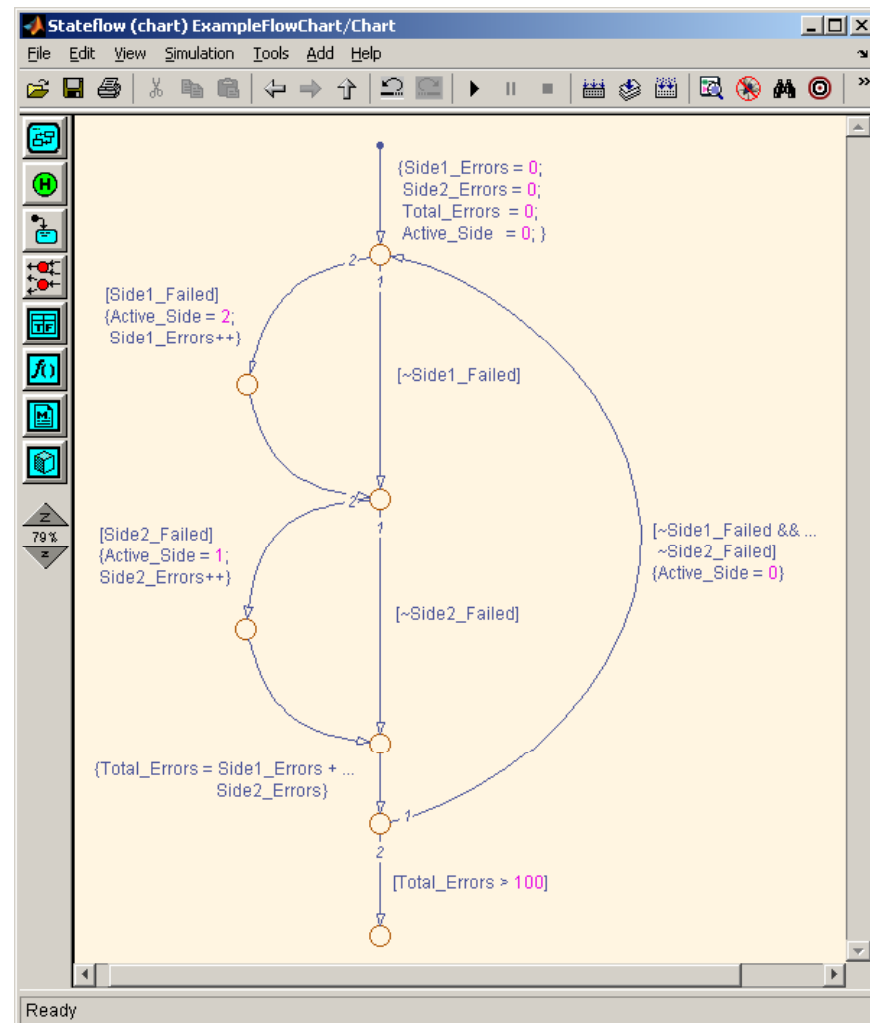 Stateflow (chart) ExampleFlowChart/Chart
File Edit View Simulation Tools Add Help
»
{Side1_Errors = 0;
Side2_Errors = 0;
Total_Errors = 0;
Active_Side = 0; }
2
1
[Side1_Failed]
{Active_Side = 2;
Side1_Errors++}
[~Side1_Failed]
2
1
[Side2_Failed]
{Active_Side = 1;
Side2_Errors++}
[~Side1_Failed && ...
~Side2_Failed]
{Active_Side = 0}
[~Side2_Failed]
{Total_Errors = Side1_Errors + ...
Side2_Errors}
1
2
[Total_Errors > 100]
H
TF
f()
M
Z
79%
z
Ready